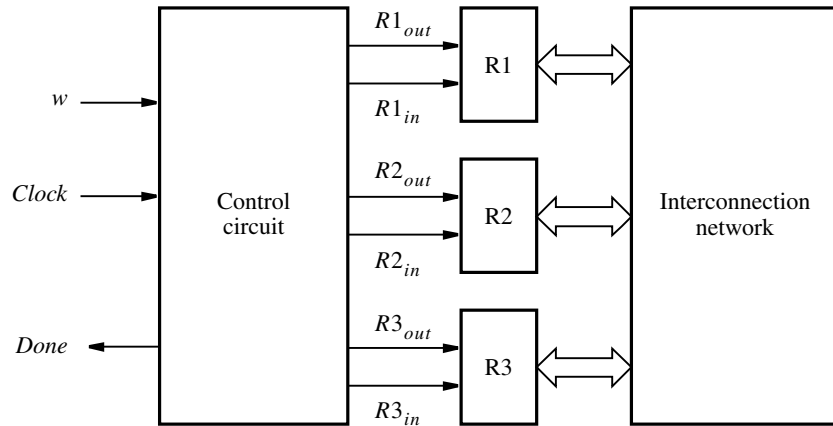 R1out
R1in
R1
w
Clock
Done
Control
circuit
R2out
R2in
R2
R3out
R3in
R3
Interconnection
network